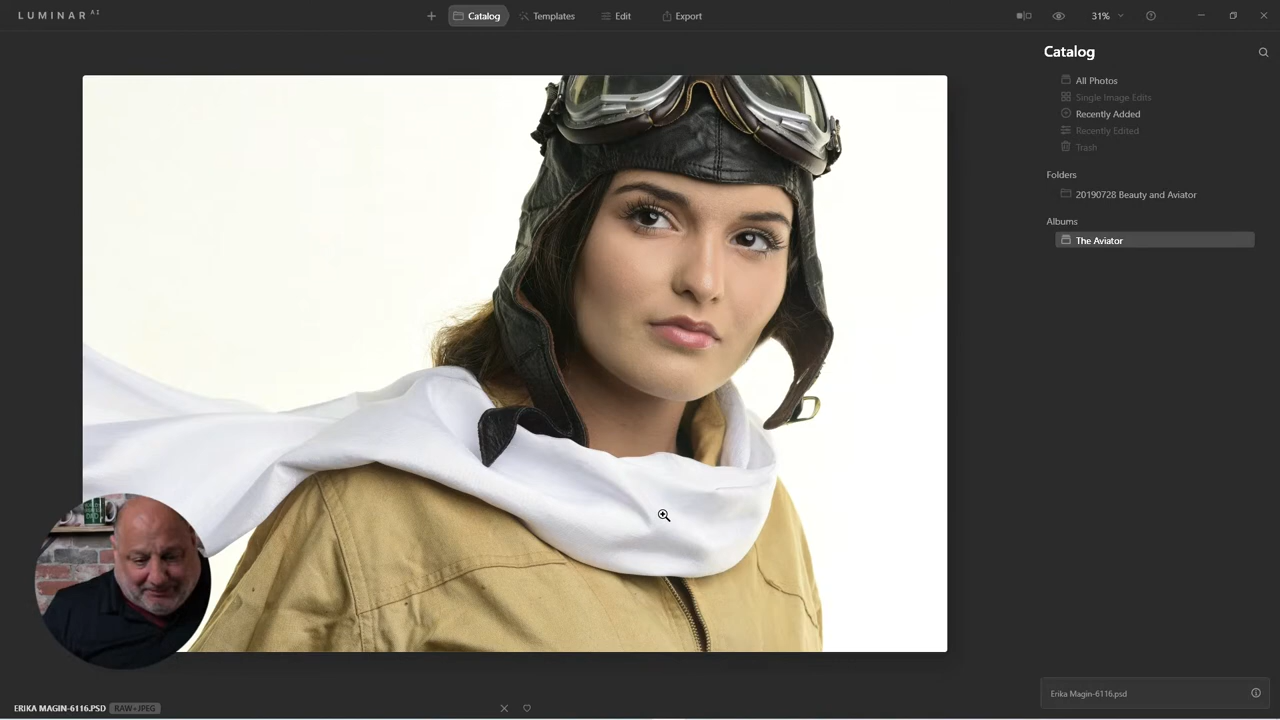 LUMINAR AI
Catalog
Templates
Edit
Export
31%
Catalog
All Photos
Single Image Edits
Recently Added
Recently Edited
Trash
Folders
20190728 Beauty and Aviator
Albums
The Aviator
Erika Magin-6116.psd
ERIKA MAGIN-6116.PSD RAW+JPEG